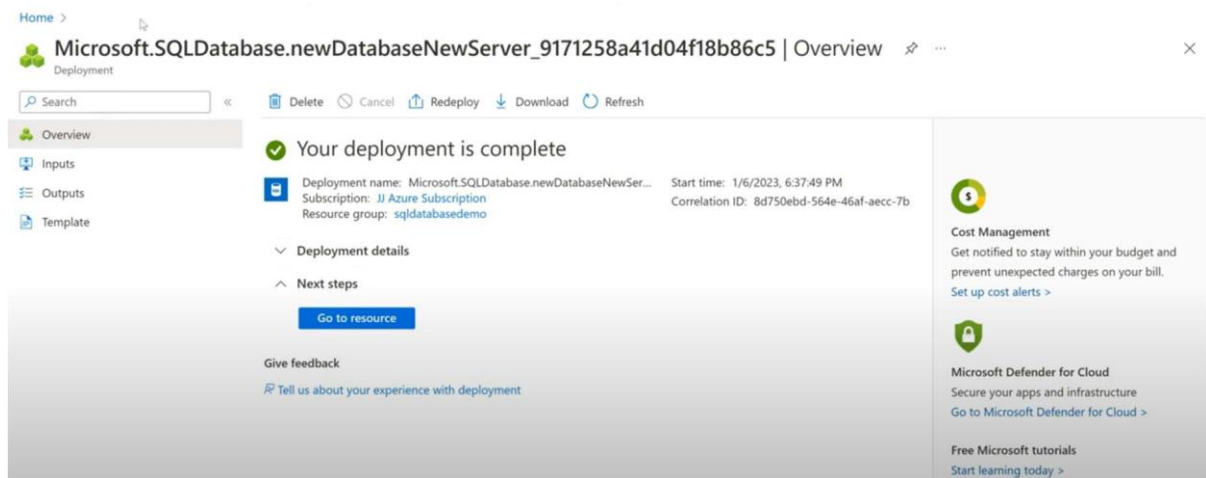 Home >
Microsoft.SQLDatabase.newDatabaseNewServer_9171258a41d04f18b86c5 | Overview
Deployment
Search
Delete Cancel Redeploy Download Refresh
Overview
Inputs
Outputs
Template
Your deployment is complete
Deployment name: Microsoft.SQLDatabase.newDatabaseNewSer...
Subscription: JJ Azure Subscription
Resource group: sqldatabasedemo
Start time: 1/6/2023, 6:37:49 PM
Correlation ID: 8d750ebd-564e-46af-aecc-7b
Deployment details
Next steps
Go to resource
Give feedback
Tell us about your experience with deployment
Cost Management
Get notified to stay within your budget and
prevent unexpected charges on your bill.
Set up cost alerts >
Microsoft Defender for Cloud
Secure your apps and infrastructure
Go to Microsoft Defender for Cloud >
Free Microsoft tutorials
Start learning today >